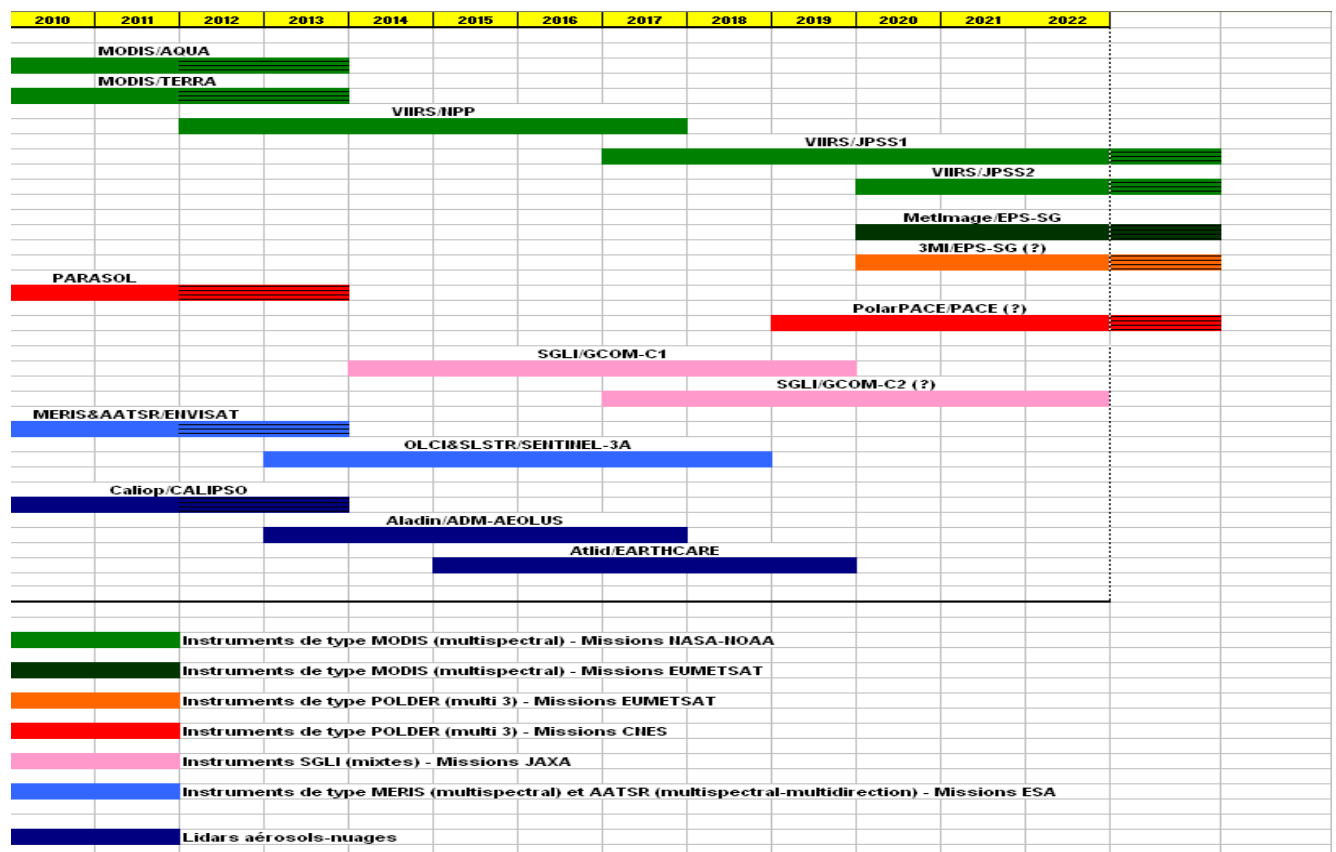 2010 2011 2012 2013 2014 2015 2016 2017 2018 2019 2020 2021 2022
MODIS/AQUA
MODIS/TERRA
VIIRS/NPP
VIIRS/JPSS1
VIIRS/JPSS2
MetImage/EPS-SG
3MI/EPS-SG (?)
PARASOL
PolarPACE/PACE (?)
SGLI/GCOM-C1
SGLI/GCOM-C2 (?)
MERIS&AATSR/ENVISAT
OLCI&SLSTR/SENTINEL-3A
Caliop/CALIPSO
Aladin/ADM-AEOLUS
Atlid/EARTHCARE
Instruments de type MODIS (multispectral) - Missions NASA-NOAA
Instruments de type MODIS (multispectral) - Missions EUMETSAT
Instruments de type POLDER (multi 3) - Missions EUMETSAT
Instruments de type POLDER (multi 3) - Missions CNES
Instruments SGLI (mixtes) - Missions JAXA
Instruments de type MERIS (multispectral) et AATSR (multispectral-multidirection) - Missions ESA
Lidars aérosols-nuages